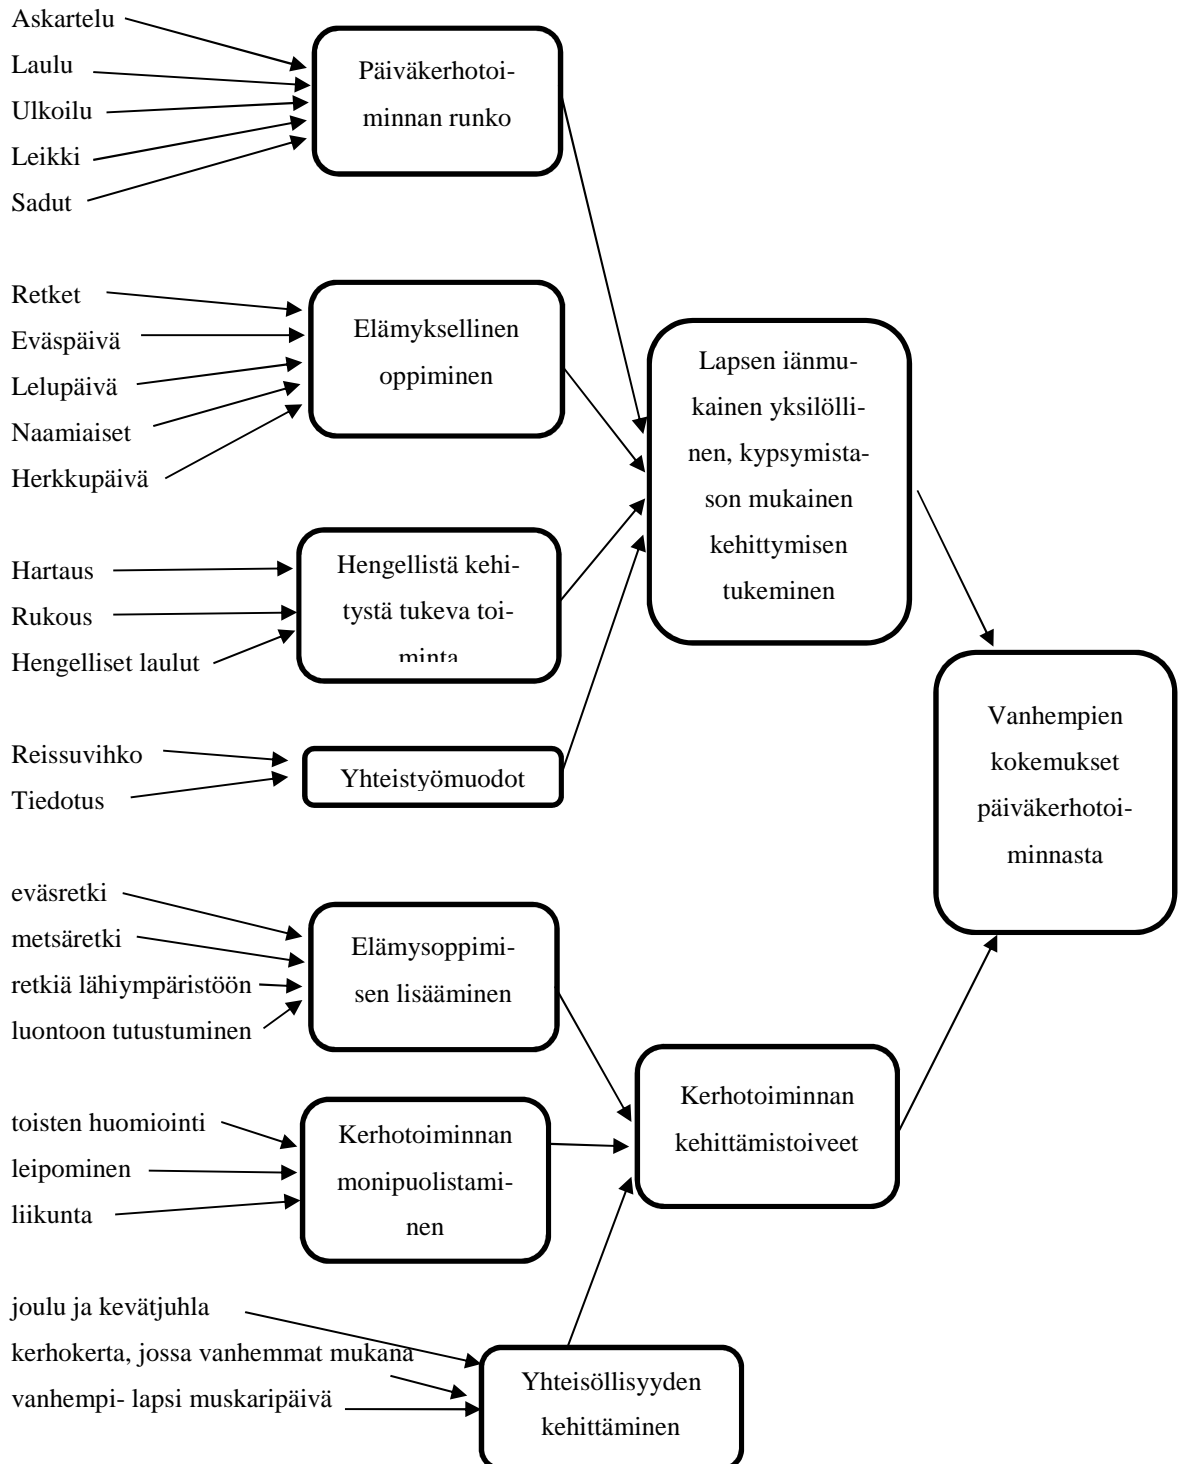 Askartelu
Laulu
Ulkoilu
Leikki
Sadut
Päiväkerhotoi-
minnan runko
Retket
Eväspäivä
Lelupäivä
Naamiaiset
Herkkupäivä
Elämyksellinen
oppiminen
Hartaus
Rukous
Hengelliset laulut
Hengellistä kehi-
tystä tukeva toi-
minta
Reissuvihko
Tiedotus
Yhteistyömuodot
Lapsen iänmu-
kainen yksilölli-
nen, kypsymista-
son mukainen
kehittymisen
tukeminen
eväsretki
metsäretki
retkiä lähiympäristöön
luontoon tutustuminen
Elämysoppimi-
sen lisääminen
toisten huomiointi
leipominen
liikunta
Kerhotoiminnan
monipuolistami-
nen
joulu ja kevätjuhla
kerhokerta, jossa vanhemmat mukana
vanhempi- lapsi muskaripäivä
Yhteisöllisyyden
kehittäminen
Kerhotoiminnan
kehittämistoiveet
Vanhempien
kokemukset
päiväkerhotoi-
minnasta